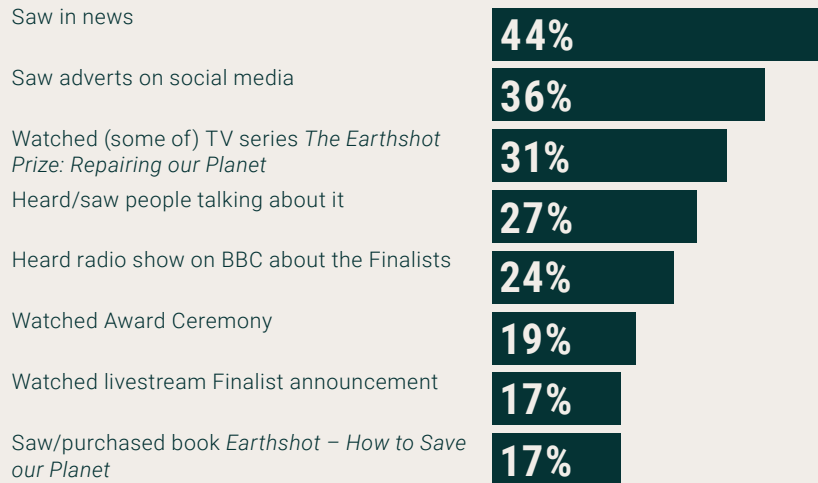 Saw in news
44%
Saw adverts on social media
36%
Watched (some of) TV series The Earthshot
Prize: Repairing our Planet
31%
Heard/saw people talking about it
27%
Heard radio show on BBC about the Finalists
24%
Watched Award Ceremony
19%
Watched livestream Finalist announcement
17%
Saw/purchased book Earthshot – How to Save
our Planet
17%